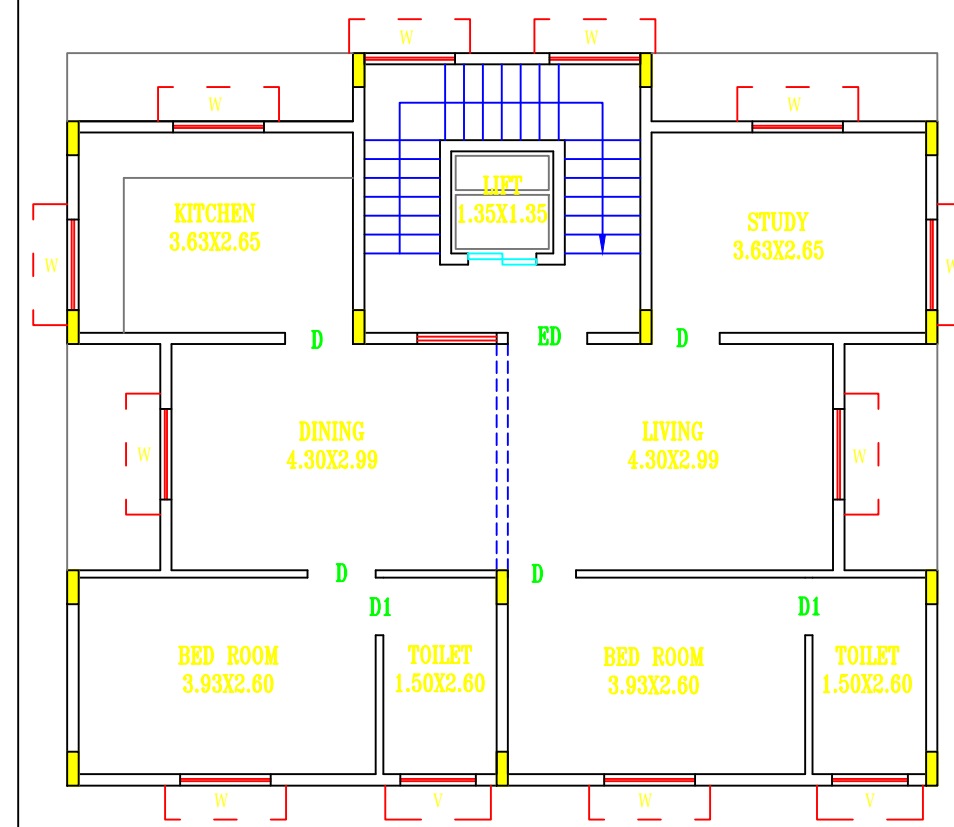 W
W
W
W
LIFT
1.35X1.35
KITCHEN
3.63X2.65
STUDY
3.63X2.65
W
W
D
ED
D
DINING
4.30X2.99
LIVING
4.30X2.99
W
W
D
D
D1
D1
BED ROOM
3.93X2.60
TOILET
1.50X2.60
BED ROOM
3.93X2.60
TOILET
1.50X2.60
W
V
W
V